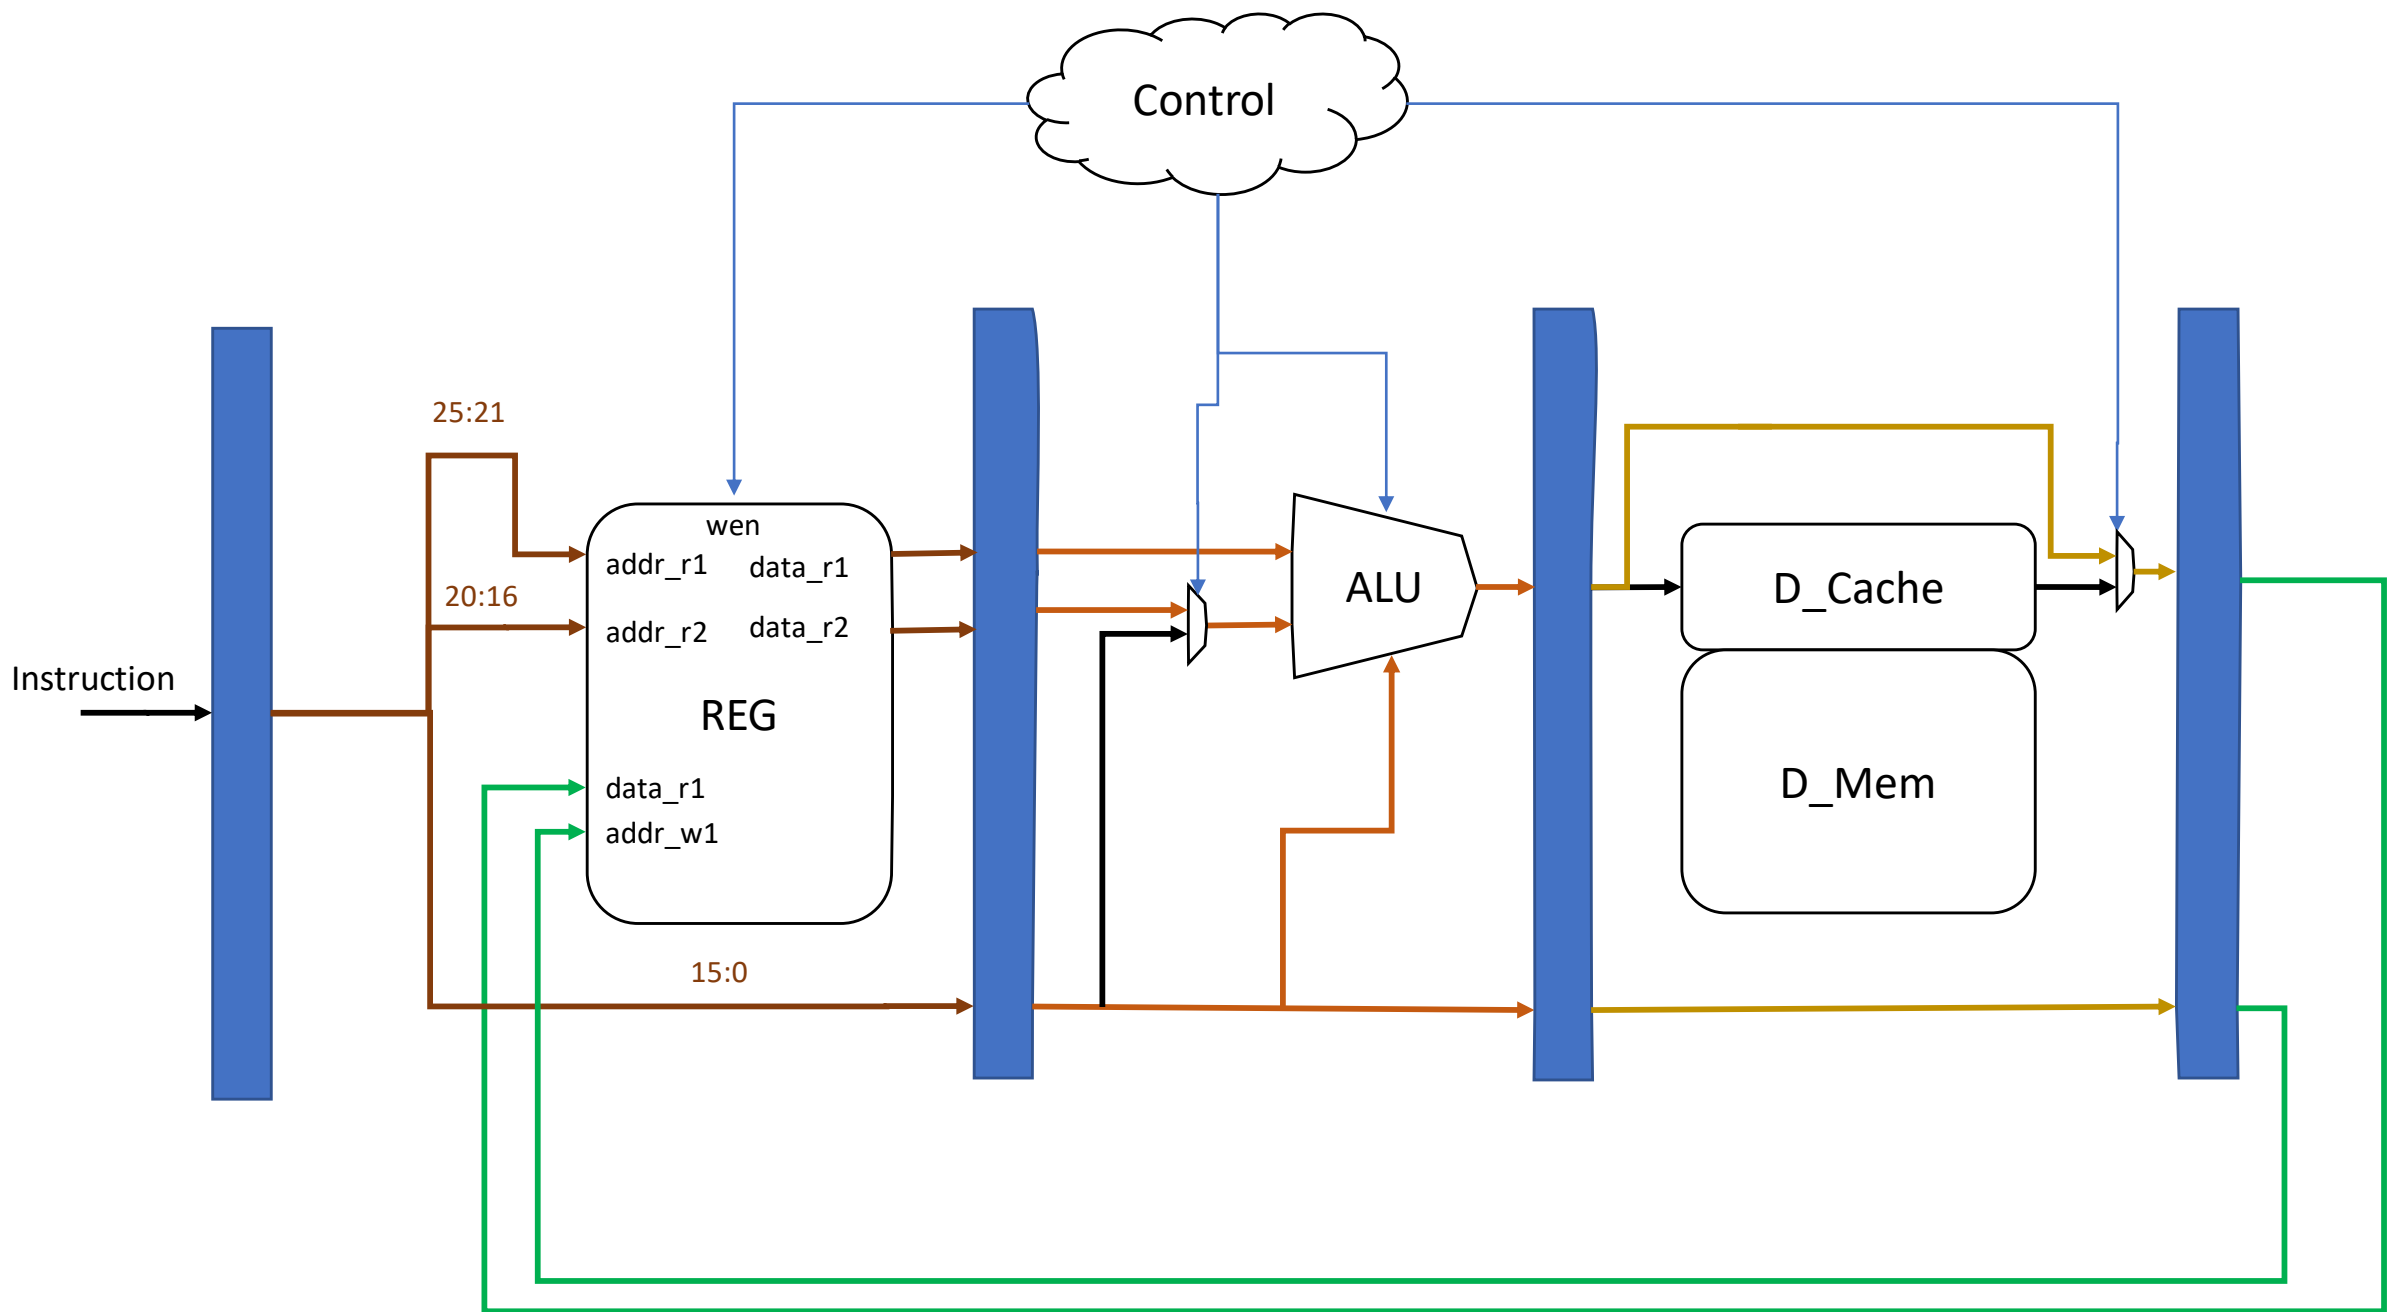 Control
25:21
wen
addr_r1
data_r1
20:16
addr_r2
data_r2
ALU
D_Cache
Instruction
REG
data_r1
addr_w1
D_Mem
15:0